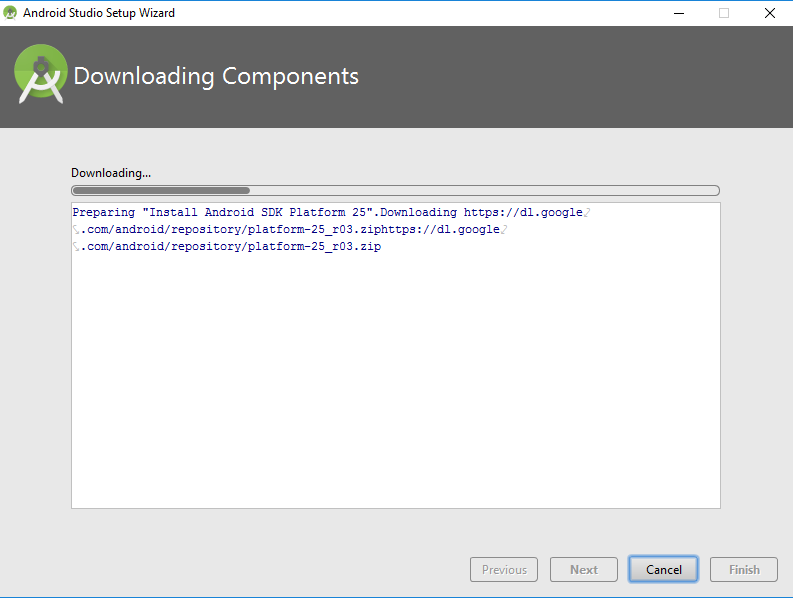 Android Studio Setup Wizard
Downloading Components
Downloading...
Preparing "Install Android SDK Platform 25".Downloading https://dl.google
.com/android/repository/platform-25_r03.ziphttps://dl.google
.com/android/repository/platform-25_r03.zip
Previous Next Cancel Finish